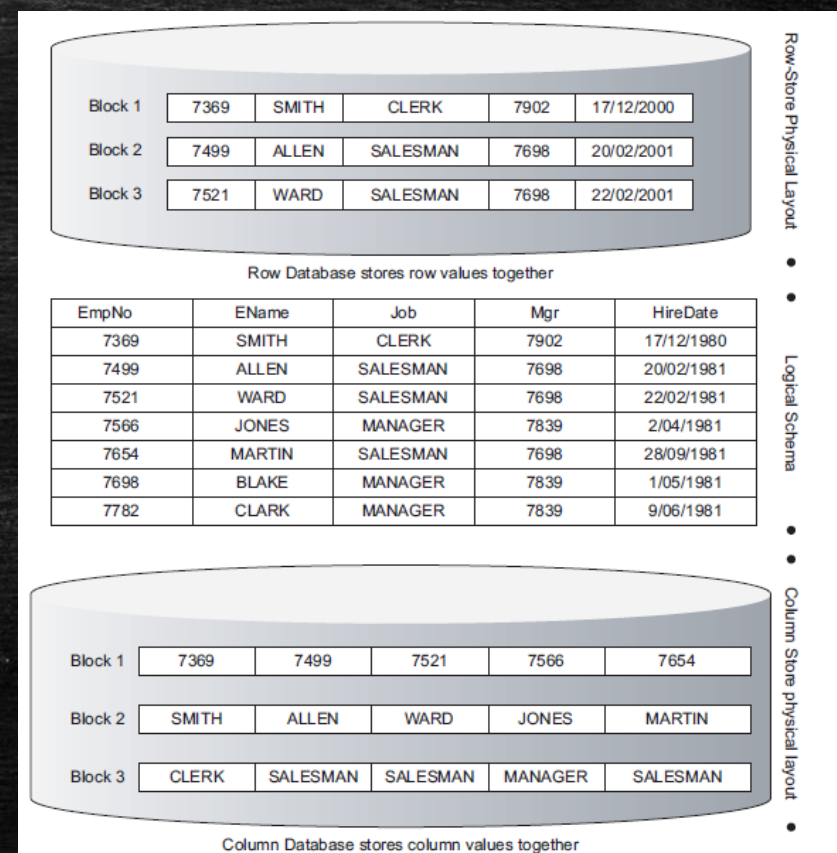 Row-Store Physical Layout
Block 1 7369 SMITH CLERK 7902 17/12/2000
Block 2 7499 ALLEN SALESMAN 7698 20/02/2001
Block 3 7521 WARD SALESMAN 7698 22/02/2001
Row Database stores row values together
Logical Schema
EmpNo EName Job Mgr HireDate
7369 SMITH CLERK 7902 17/12/1980
7499 ALLEN SALESMAN 7698 20/02/1981
7521 WARD SALESMAN 7698 22/02/1981
7566 JONES MANAGER 7839 2/04/1981
7654 MARTIN SALESMAN 7698 28/09/1981
7698 BLAKE MANAGER 7839 1/05/1981
7782 CLARK MANAGER 7839 9/06/1981
Column Store physical layout
Block 1 7369 7499 7521 7566 7654
Block 2 SMITH ALLEN WARD JONES MARTIN
Block 3 CLERK SALESMAN SALESMAN MANAGER SALESMAN
Column Database stores column values together